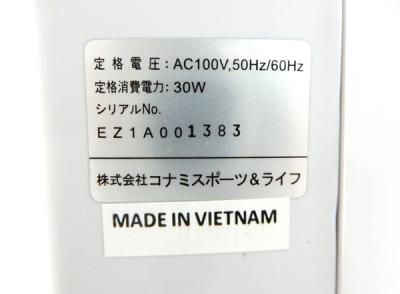 定格電圧: AC100V,50Hz/60Hz
定格消費電力: 30W
シリアルNo.
EZ1A001383
株式会社コナミスポーツ&ライフ
MADE IN VIETNAM